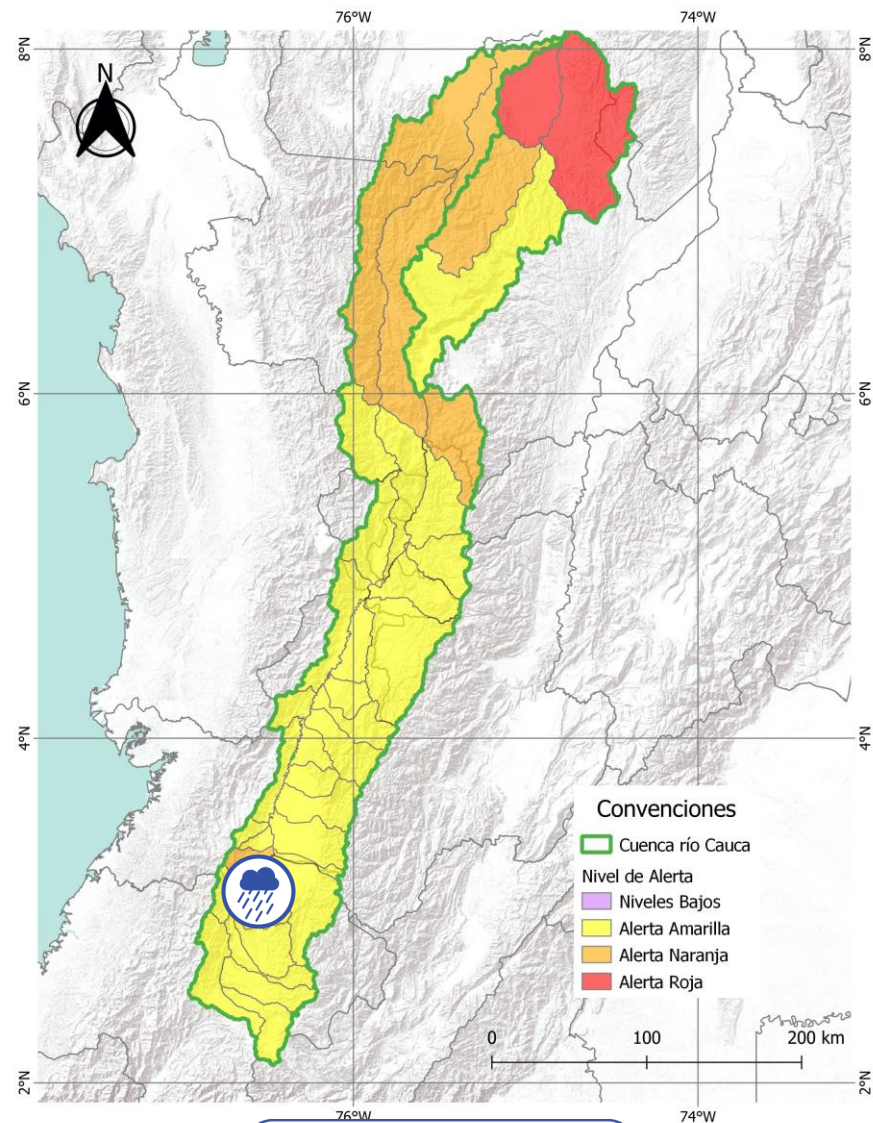 76°W 74°W
8°N 8°N
N
6°N 6°N
4°N 4°N
Convenciones
Cuenca río Cauca
Nivel de Alerta
Niveles Bajos
Alerta Amarilla
Alerta Naranja
Alerta Roja
0 100 200 km
2°N 2°N
76°W 74°W